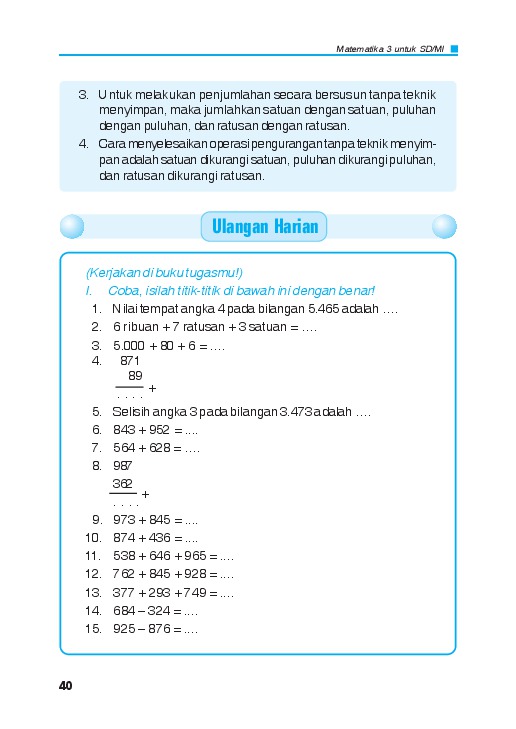 Matematika 3 untuk SD/MI
3. Untuk melakukan penjumlahan secara bersusun tanpa teknik
menyimpan, maka jumlahkan satuan dengan satuan, puluhan
dengan puluhan, dan ratusan dengan ratusan.
4. Cara menyelesaikan operasi pengurangan tanpa teknik menyim-
pan adalah satuan dikurangi satuan, puluhan dikurangi puluhan,
dan ratusan dikurangi ratusan.
Ulangan Harian
(Kerjakan di buku tugasmu!)
I. Coba, isilah titik-titik di bawah ini dengan benar!
1. Nilai tempat angka 4 pada bilangan 5.465 adalah ....
2. 6 ribuan + 7 ratusan + 3 satuan = ....
3. 5.000 + 80 + 6 = ....
4. 871
89
+
. . . .
5. Selisih angka 3 pada bilangan 3.473 adalah ....
6. 843 + 952 = ....
7. 564 + 628 = ....
8. 987
362
+
. . . .
9. 973 + 845 = ....
10. 874 + 436 = ....
11. 538 + 646 + 965 = ....
12. 762 + 845 + 928 = ....
13. 377 + 293 + 749 = ....
14. 684 – 324 = ....
15. 925 – 876 = ....
40